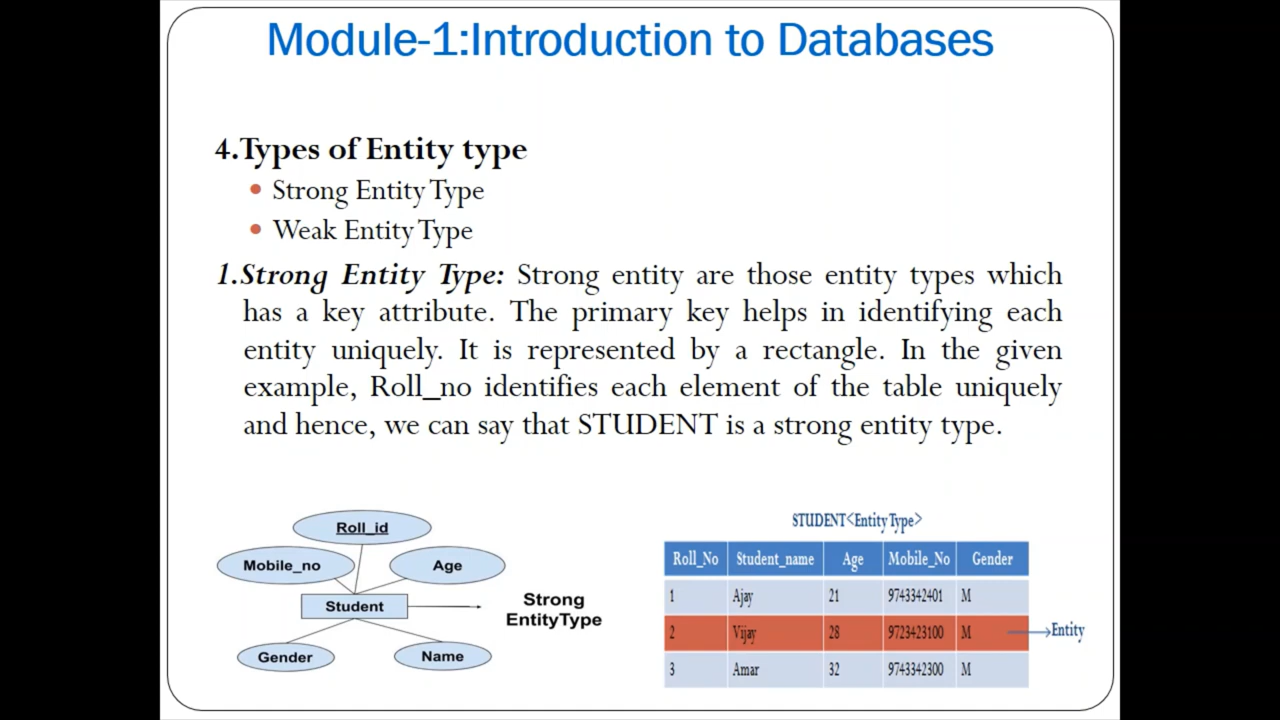 Module-1:Introduction to Databases
4.Types of Entity type
• Strong Entity Type
• Weak Entity Type
1.Strong Entity Type: Strong entity are those entity types which
has a key attribute. The primary key helps in identifying each
entity uniquely. It is represented by a rectangle. In the given
example, Roll_no identifies each element of the table uniquely
and hence, we can say that STUDENT is a strong entity type.
Roll_id
Mobile_no
Age
Student
Strong
EntityType
Gender
Name
STUDENT<Entity Type>
Roll_No Student_name Age Mobile_No Gender
1 Ajay 21 9743342401 M
2 Vijay 28 9723423100 M Entity
3 Amar 32 9743342300 M